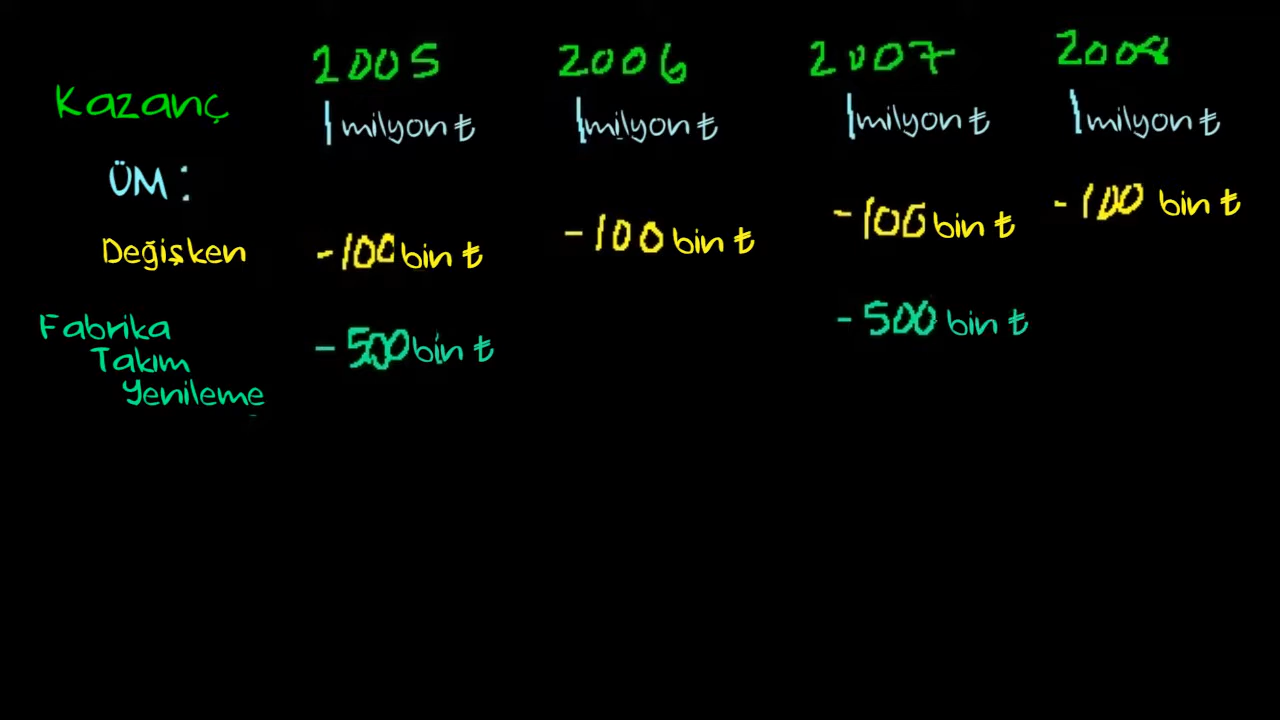 2005 2006 2007 2008
Kazanç 1 milyon ₺ 1 milyon ₺ 1 milyon ₺ 1 milyon ₺
ÜM :
Değişken -100 bin ₺ -100 bin ₺ -100 bin ₺ -100 bin ₺
Fabrika
Takım -500 bin ₺ -500 bin ₺
Yenileme